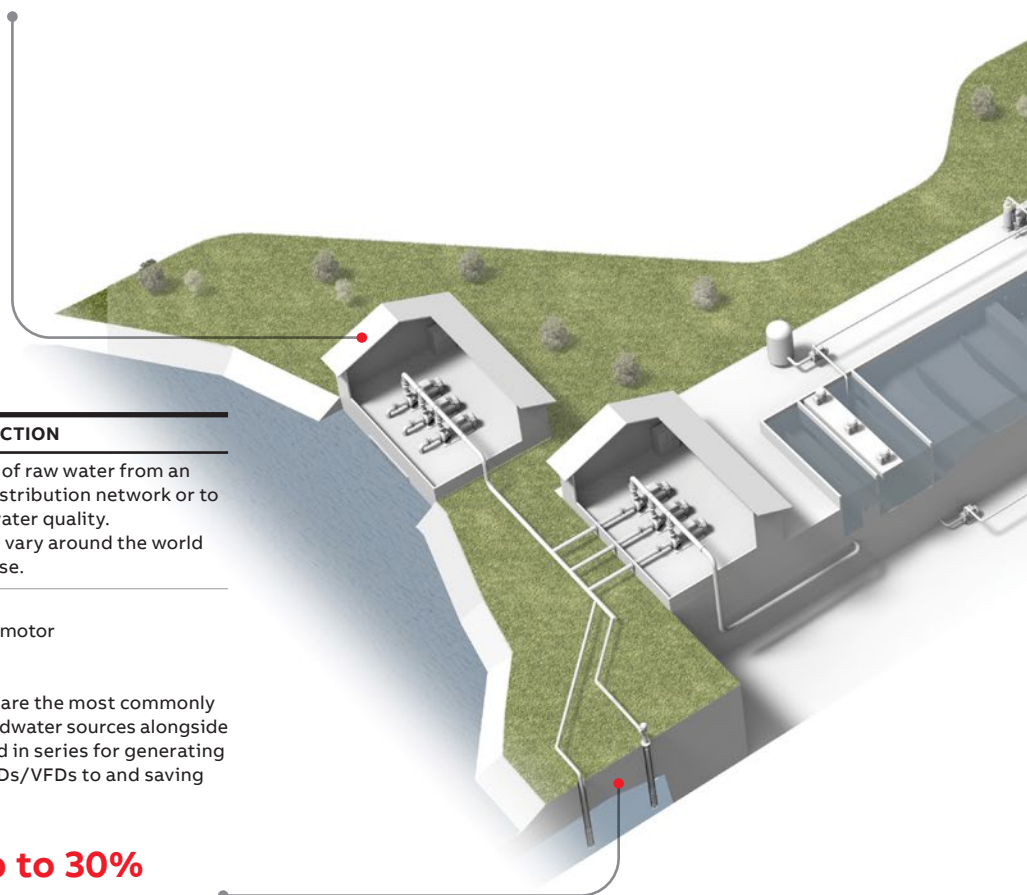 CTION
of raw water from an
stribution network or to
ater quality.
vary around the world
se.
motor
are the most commonly
dwater sources alongside
d in series for generating
Ds/VFDs to and saving
to 30%